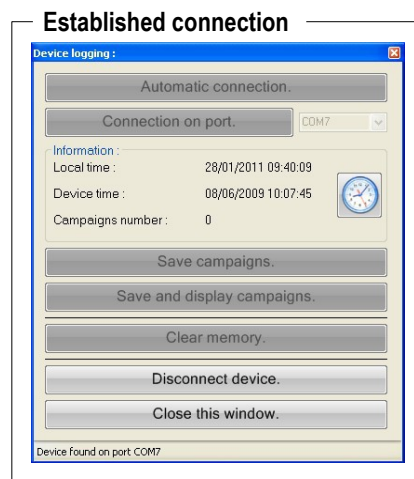 Established connection
Device logging :
Automatic connection.
Connection on port. COM7
Information :
Local time : 28/01/2011 09:40:09
Device time : 08/06/2009 10:07:45
Campaigns number : 0
Save campaigns.
Save and display campaigns.
Clear memory.
Disconnect device.
Close this window.
Device found on port COM7